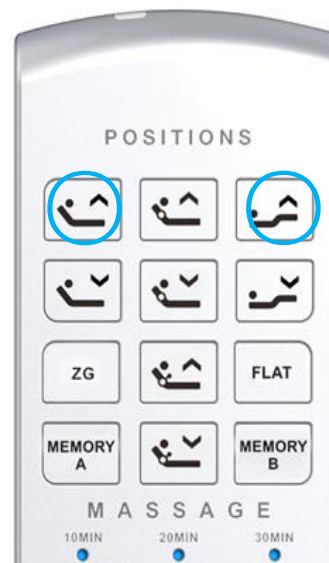 POSITIONS
ZG
FLAT
MEMORY A
MEMORY B
MASSAGE
10MIN 20MIN 30MIN